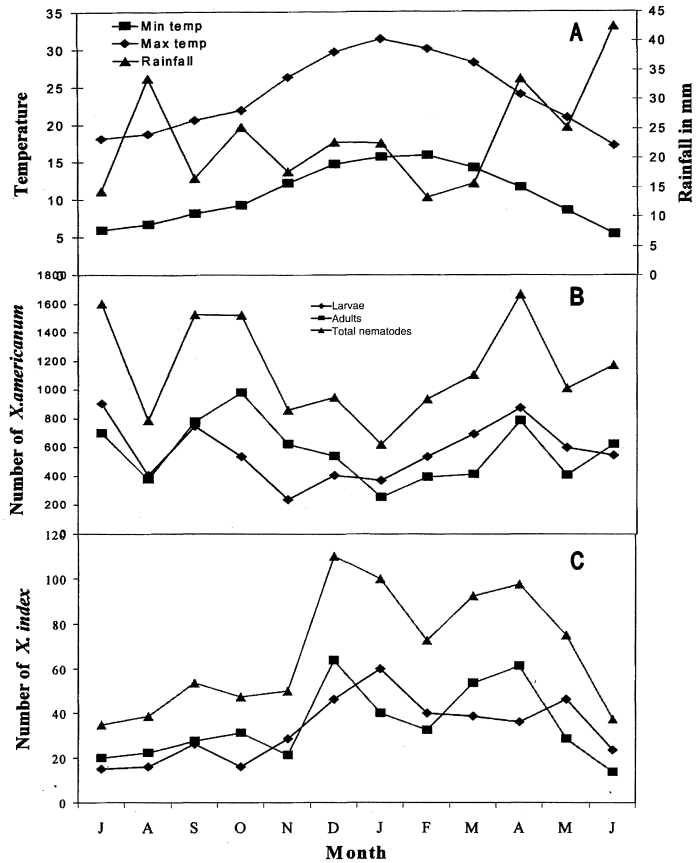 Min temp
Max temp
Rainfall
A
Temperature
35
30
25
20
15
10
5
0
45
40
35
30
25
20
15
10
5
0
Rainfall in mm
B
Larvae
Adults
Total nematodes
Number of X.americanum
1800
1600
1400
1200
1000
800
600
400
200
0
C
Number of X. index
120
100
80
60
40
20
0
J A S O N D J F M A M J
Month